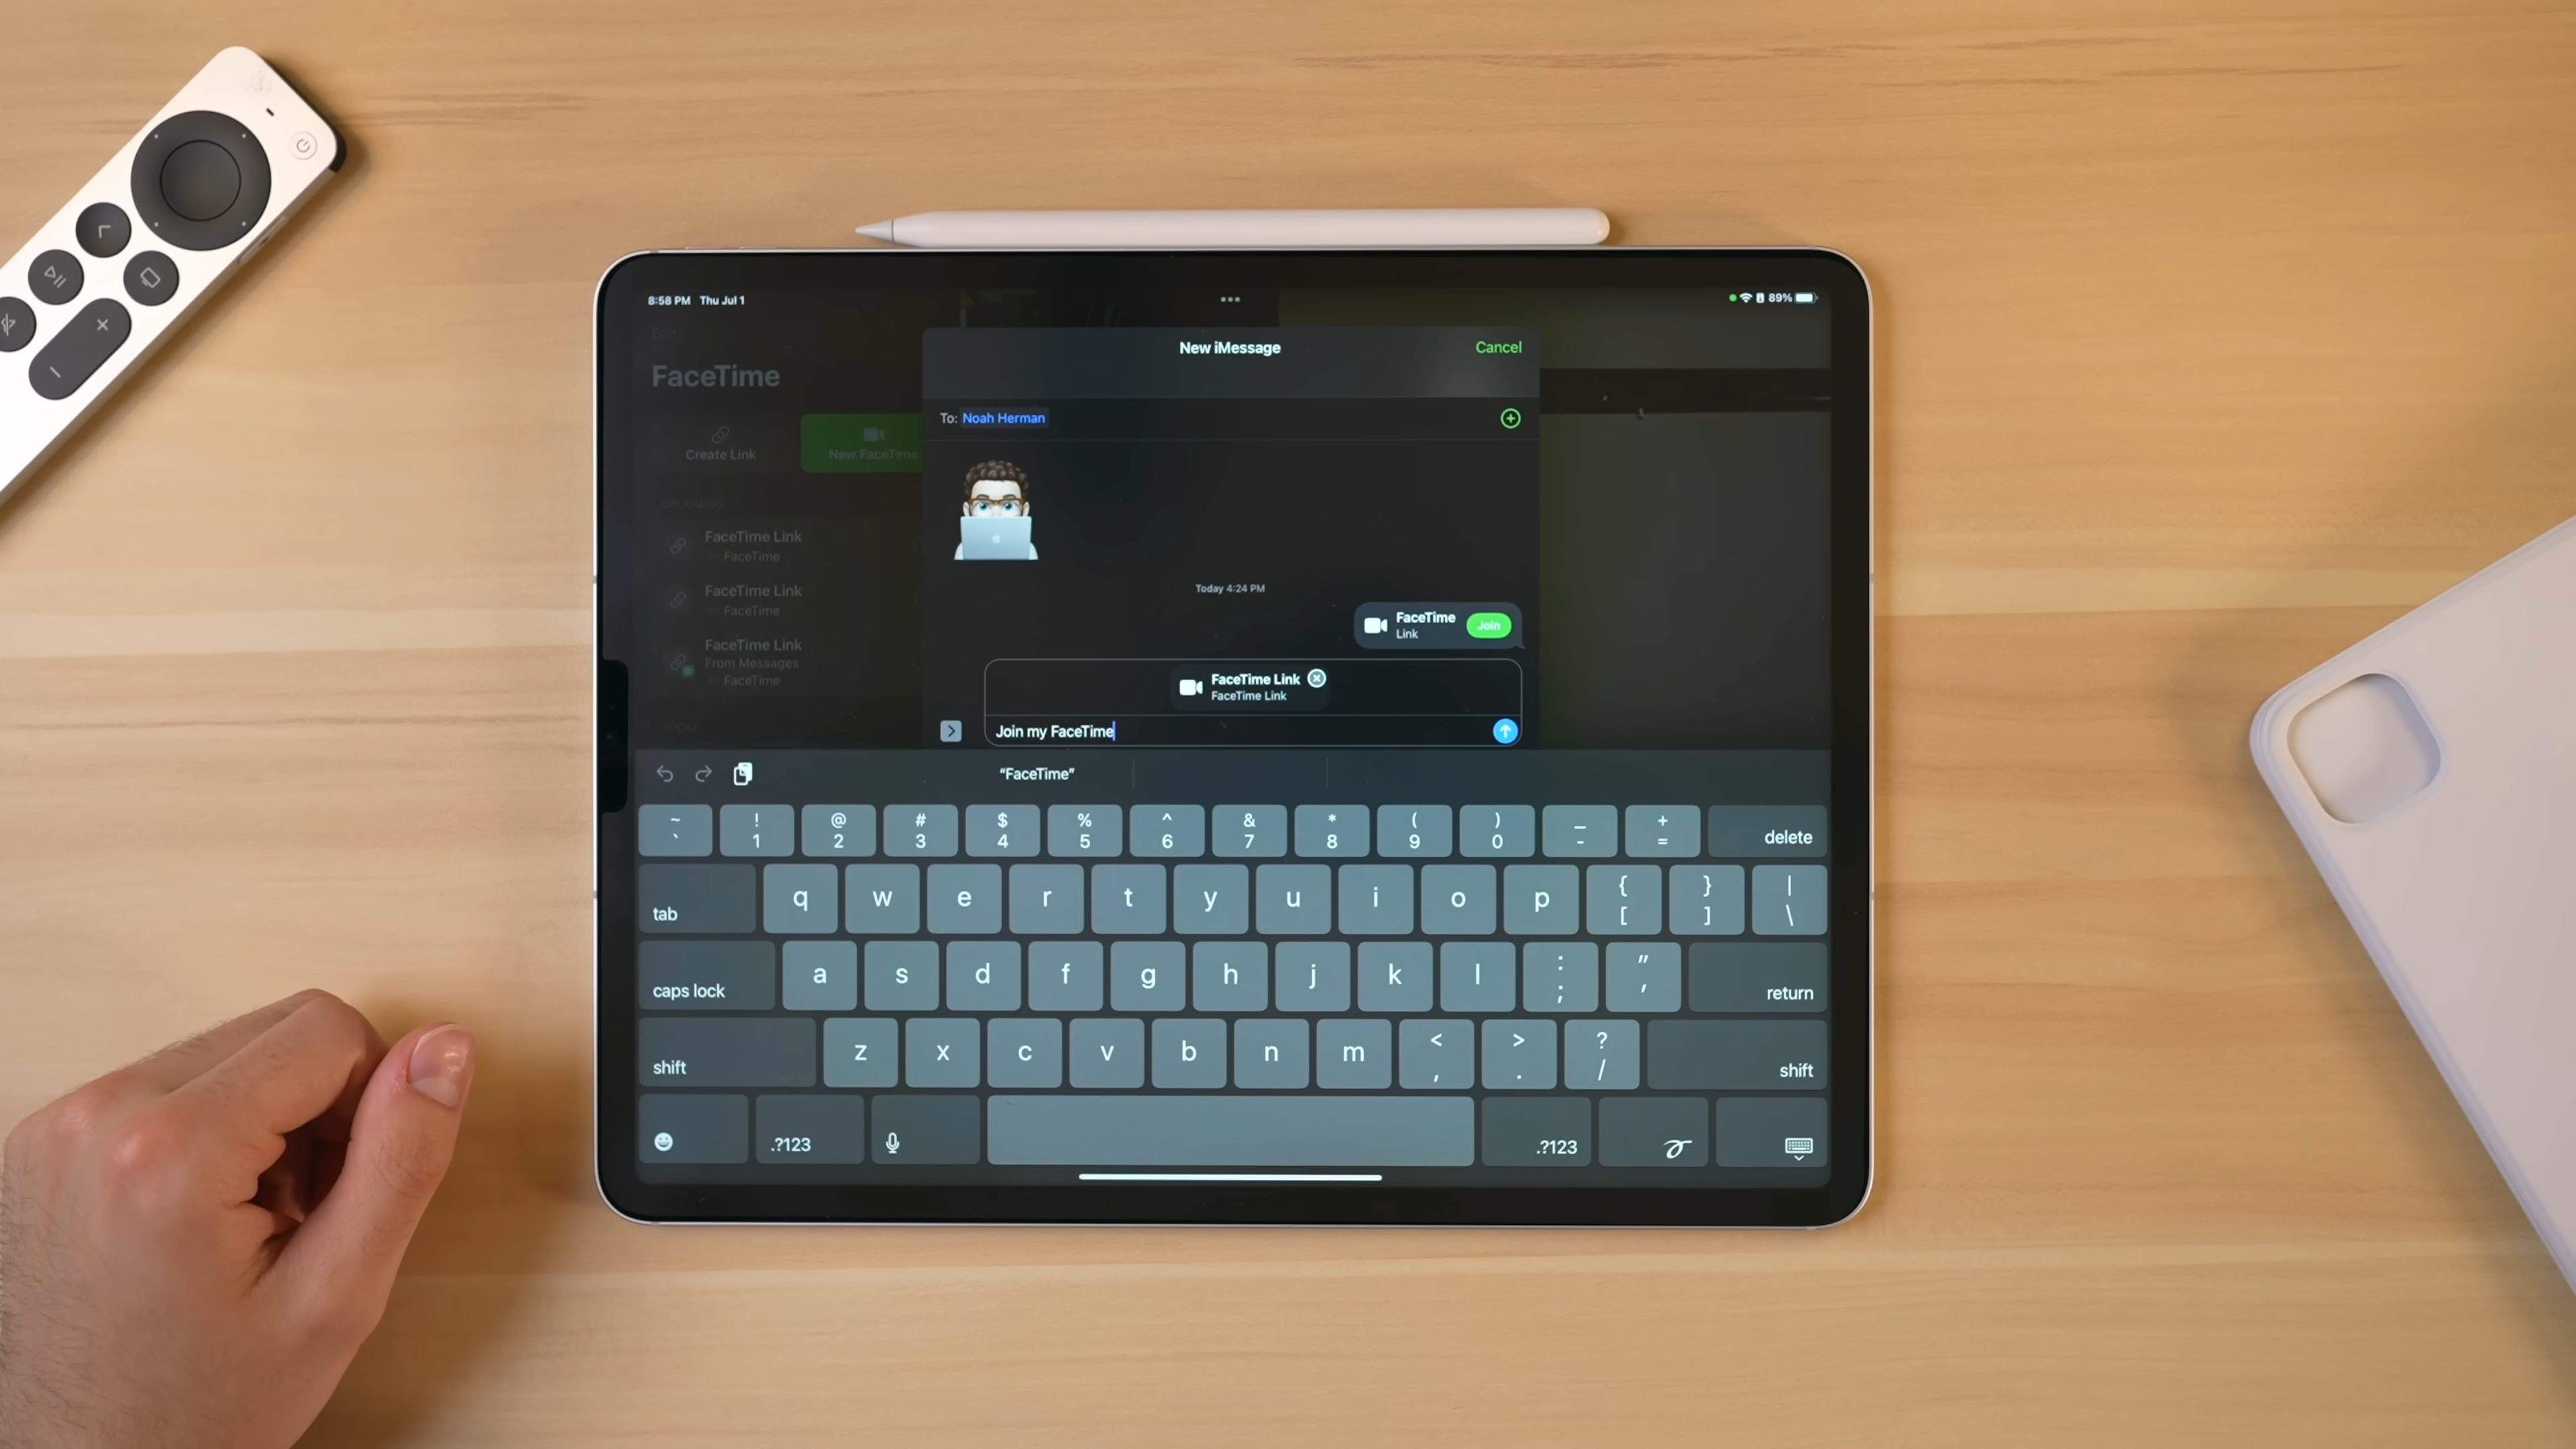 8:58 PM Thu Jul 1
89%
Edit
FaceTime
Create Link
New FaceTime
UPCOMING
FaceTime Link
FaceTime
FaceTime Link
FaceTime
FaceTime Link
From Messages
FaceTime
TODAY
New iMessage
Cancel
To: Noah Herman
Today 4:24 PM
FaceTime
Link
Join
FaceTime Link
FaceTime Link
Join my FaceTime
“FaceTime”
~ ! @ # $ % ^ & * ( ) _ +
` 1 2 3 4 5 6 7 8 9 0 - = delete
tab q w e r t y u i o p { [ } ] | \
caps lock a s d f g h j k l : ; " ' return
shift z x c v b n m < , > . ? / shift
.?123 .?123